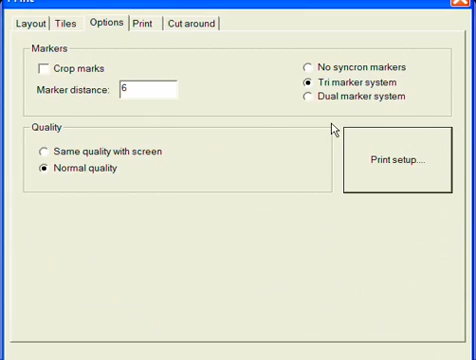 Layout Tiles Options Print Cut around
Markers
Crop marks
No syncron markers
Marker distance: 6
Tri marker system
Dual marker system
Quality
Same quality with screen
Normal quality
Print setup....